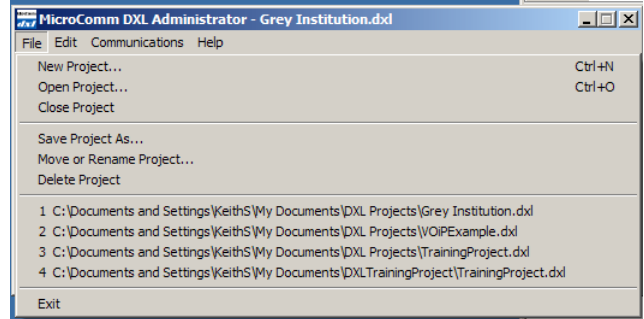 MicroComm DXL Administrator - Grey Institution.dxl
File Edit Communications Help
New Project... Ctrl+N
Open Project... Ctrl+O
Close Project
Save Project As...
Move or Rename Project...
Delete Project
1 C:\Documents and Settings\KeithS\My Documents\DXL Projects\Grey Institution.dxl
2 C:\Documents and Settings\KeithS\My Documents\DXL Projects\VOiPExample.dxl
3 C:\Documents and Settings\KeithS\My Documents\DXL Projects\TrainingProject.dxl
4 C:\Documents and Settings\KeithS\My Documents\DXLTrainingProject\TrainingProject.dxl
Exit